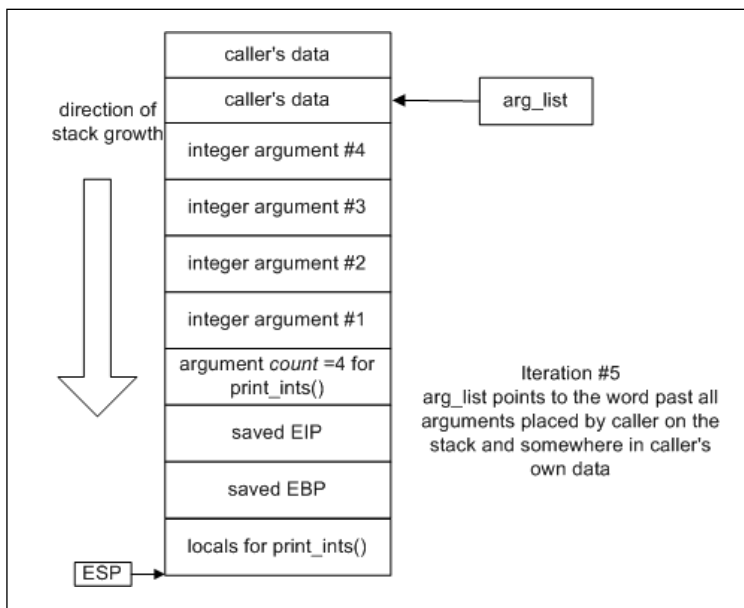 caller's data
caller's data
arg_list
direction of
stack growth
integer argument #4
integer argument #3
integer argument #2
integer argument #1
argument count =4 for
print_ints()
Iteration #5
arg_list points to the word past all
arguments placed by caller on the
stack and somewhere in caller's
own data
saved EIP
saved EBP
locals for print_ints()
ESP